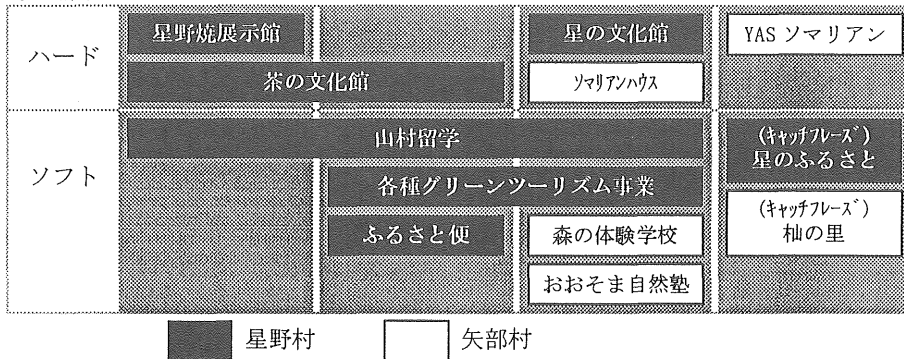 ハード
星野焼展示館
星の文化館
YAS ソマリアン
茶の文化館
ソマリアンハウス
ソフト
山村留学
(キャッチフレーズ)
星のふるさと
各種グリーンツーリズム事業
(キャッチフレーズ)
杣の里
ふるさと便
森の体験学校
おおそま自然塾
星野村
矢部村